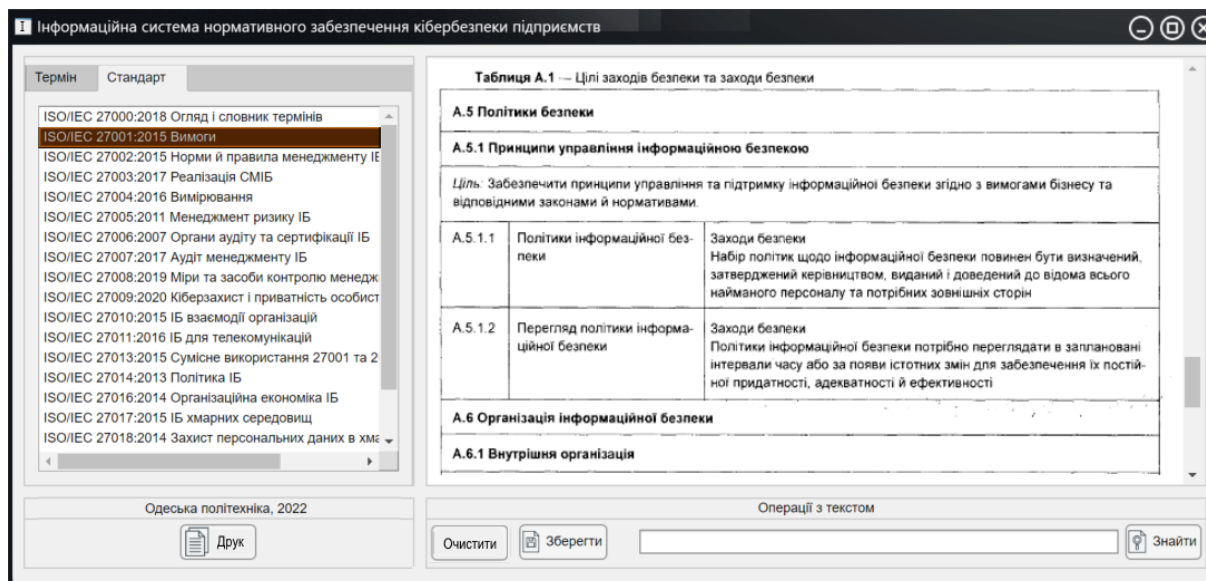 Інформаційна система нормативного забезпечення кібербезпеки підприємств
Термін
Стандарт
ISO/IEC 27000:2018 Огляд і словник термінів
ISO/IEC 27001:2015 Вимоги
ISO/IEC 27002:2015 Норми й правила менеджменту ІБ
ISO/IEC 27003:2017 Реалізація СМІБ
ISO/IEC 27004:2016 Вимірювання
ISO/IEC 27005:2011 Менеджмент ризику ІБ
ISO/IEC 27006:2007 Органи аудіту та сертифікації ІБ
ISO/IEC 27007:2017 Аудіт менеджменту ІБ
ISO/IEC 27008:2019 Міри та засоби контролю менедж
ISO/IEC 27009:2020 Кіберзахист і приватність особист
ISO/IEC 27010:2015 ІБ взаємодії організацій
ISO/IEC 27011:2016 ІБ для телекомунікацій
ISO/IEC 27013:2015 Сумісне використання 27001 та 2
ISO/IEC 27014:2013 Політика ІБ
ISO/IEC 27016:2014 Організаційна економіка ІБ
ISO/IEC 27017:2015 ІБ хмарних середовищ
ISO/IEC 27018:2014 Захист персональних даних в хма
Таблиця А.1 — Цілі заходів безпеки та заходи безпеки
А.5 Політики безпеки
А.5.1 Принципи управління інформаційною безпекою
Ціль: Забезпечити принципи управління та підтримку інформаційної безпеки згідно з вимогами бізнесу та
відповідними законами й нормативами.
А.5.1.1
Політики інформаційної без-
пеки
Заходи безпеки
Набір політик щодо інформаційної безпеки повинен бути визначений,
затверджений керівництвом, виданий і доведений до відома всього
найманого персоналу та потрібних зовнішніх сторін
А.5.1.2
Перегляд політики інформа-
ційної безпеки
Заходи безпеки
Політики інформаційної безпеки потрібно переглядати в заплановані
інтервали часу або за появи істотних змін для забезпечення їх постій-
ної придатності, адекватності й ефективності
А.6 Організація інформаційної безпеки
А.6.1 Внутрішня організація
Одеська політехніка, 2022
Друк
Операції з текстом
Очистити
Зберегти
Знайти